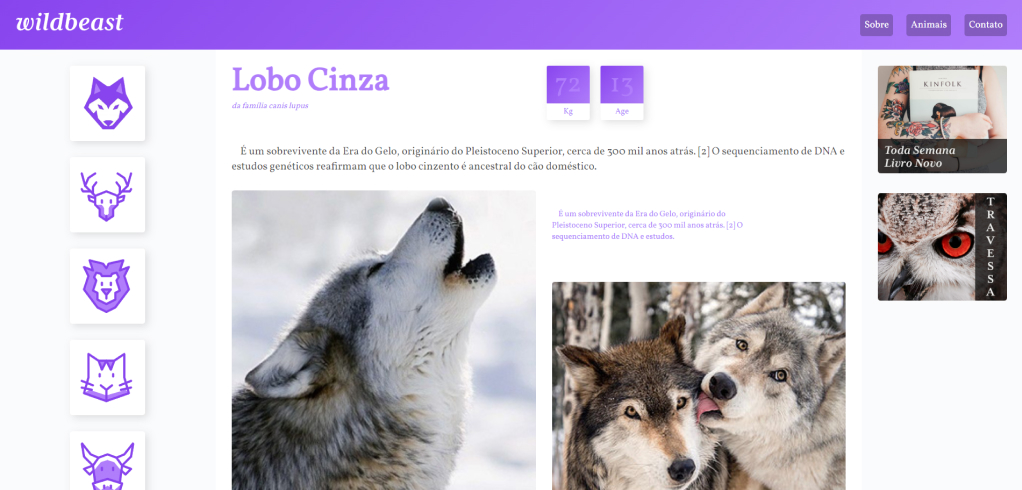 wildbeast
Sobre
Animais
Contato
Lobo Cinza
da família canis lupus
72
Kg
13
Age
É um sobrevivente da Era do Gelo, originário do Pleistoceno Superior, cerca de 300 mil anos atrás. [2] O sequenciamento de DNA e
estudos genéticos reafirmam que o lobo cinzento é ancestral do cão doméstico.
É um sobrevivente da Era do Gelo, originário do
Pleistoceno Superior, cerca de 300 mil anos atrás. [2] O
sequenciamento de DNA e estudos.
KINFOLK
Toda Semana
Livro Novo
TRAVESSA